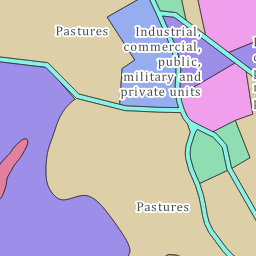 Pastures
Industrial,
commercial,
public,
military and
private units
Pastures